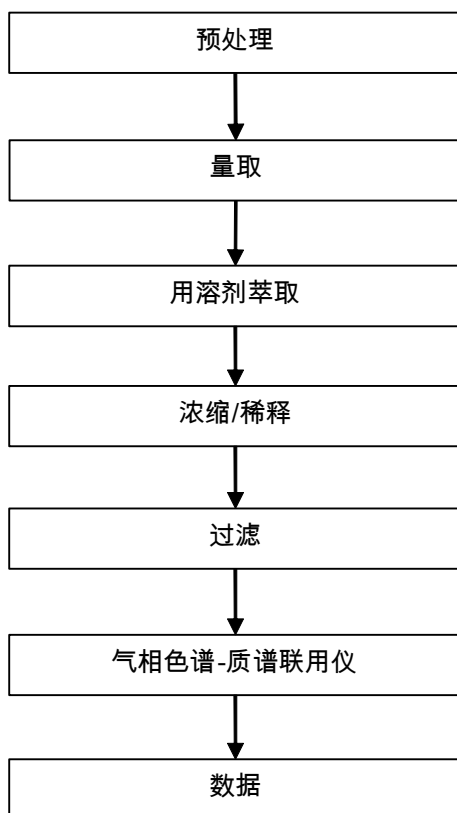 预处理
量取
用溶剂萃取
浓缩/稀释
过滤
气相色谱-质谱联用仪
数据